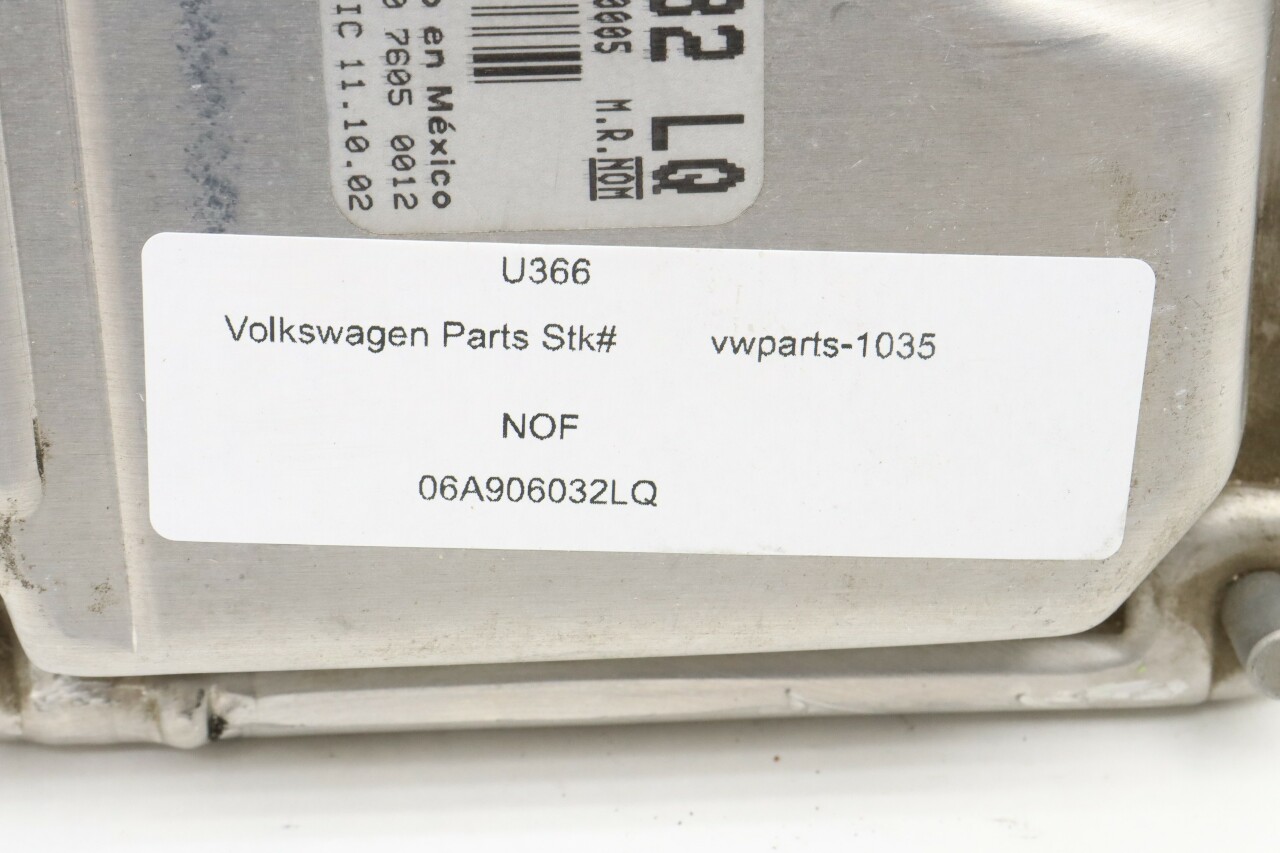 32 LQ
0005 M.R.NOM
en México
7605 0012
IC 11.10.02
U366
Volkswagen Parts Stk# vwparts-1035
NOF
06A906032LQ